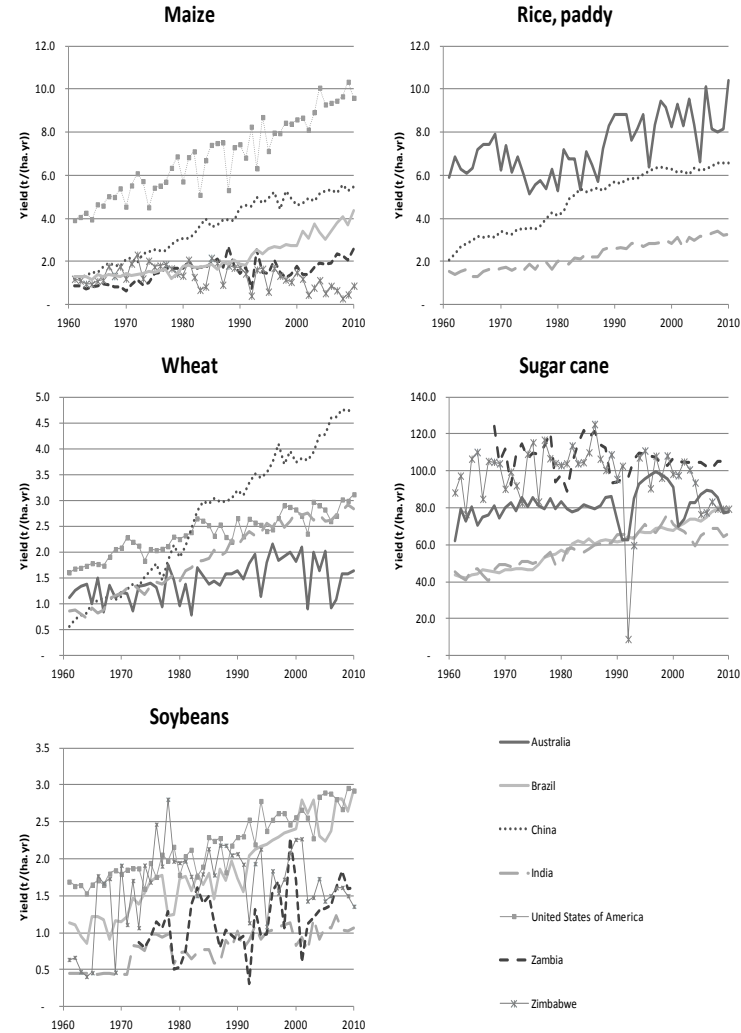 Maize
Yield (t /(ha. yr))
12.0
10.0
8.0
6.0
4.0
2.0
-
1960 1970 1980 1990 2000 2010
Rice, paddy
Yield (t /(ha. yr))
12.0
10.0
8.0
6.0
4.0
2.0
-
1960 1970 1980 1990 2000 2010
Wheat
Yield (t /(ha. yr))
5.0
4.5
4.0
3.5
3.0
2.5
2.0
1.5
1.0
0.5
-
1960 1970 1980 1990 2000 2010
Sugar cane
Yield (t /(ha. yr))
140.0
120.0
100.0
80.0
60.0
40.0
20.0
-
1960 1970 1980 1990 2000 2010
Soybeans
Yield (t /(ha. yr))
3.5
3.0
2.5
2.0
1.5
1.0
0.5
-
1960 1970 1980 1990 2000 2010
Australia
Brazil
China
India
United States of America
Zambia
Zimbabwe